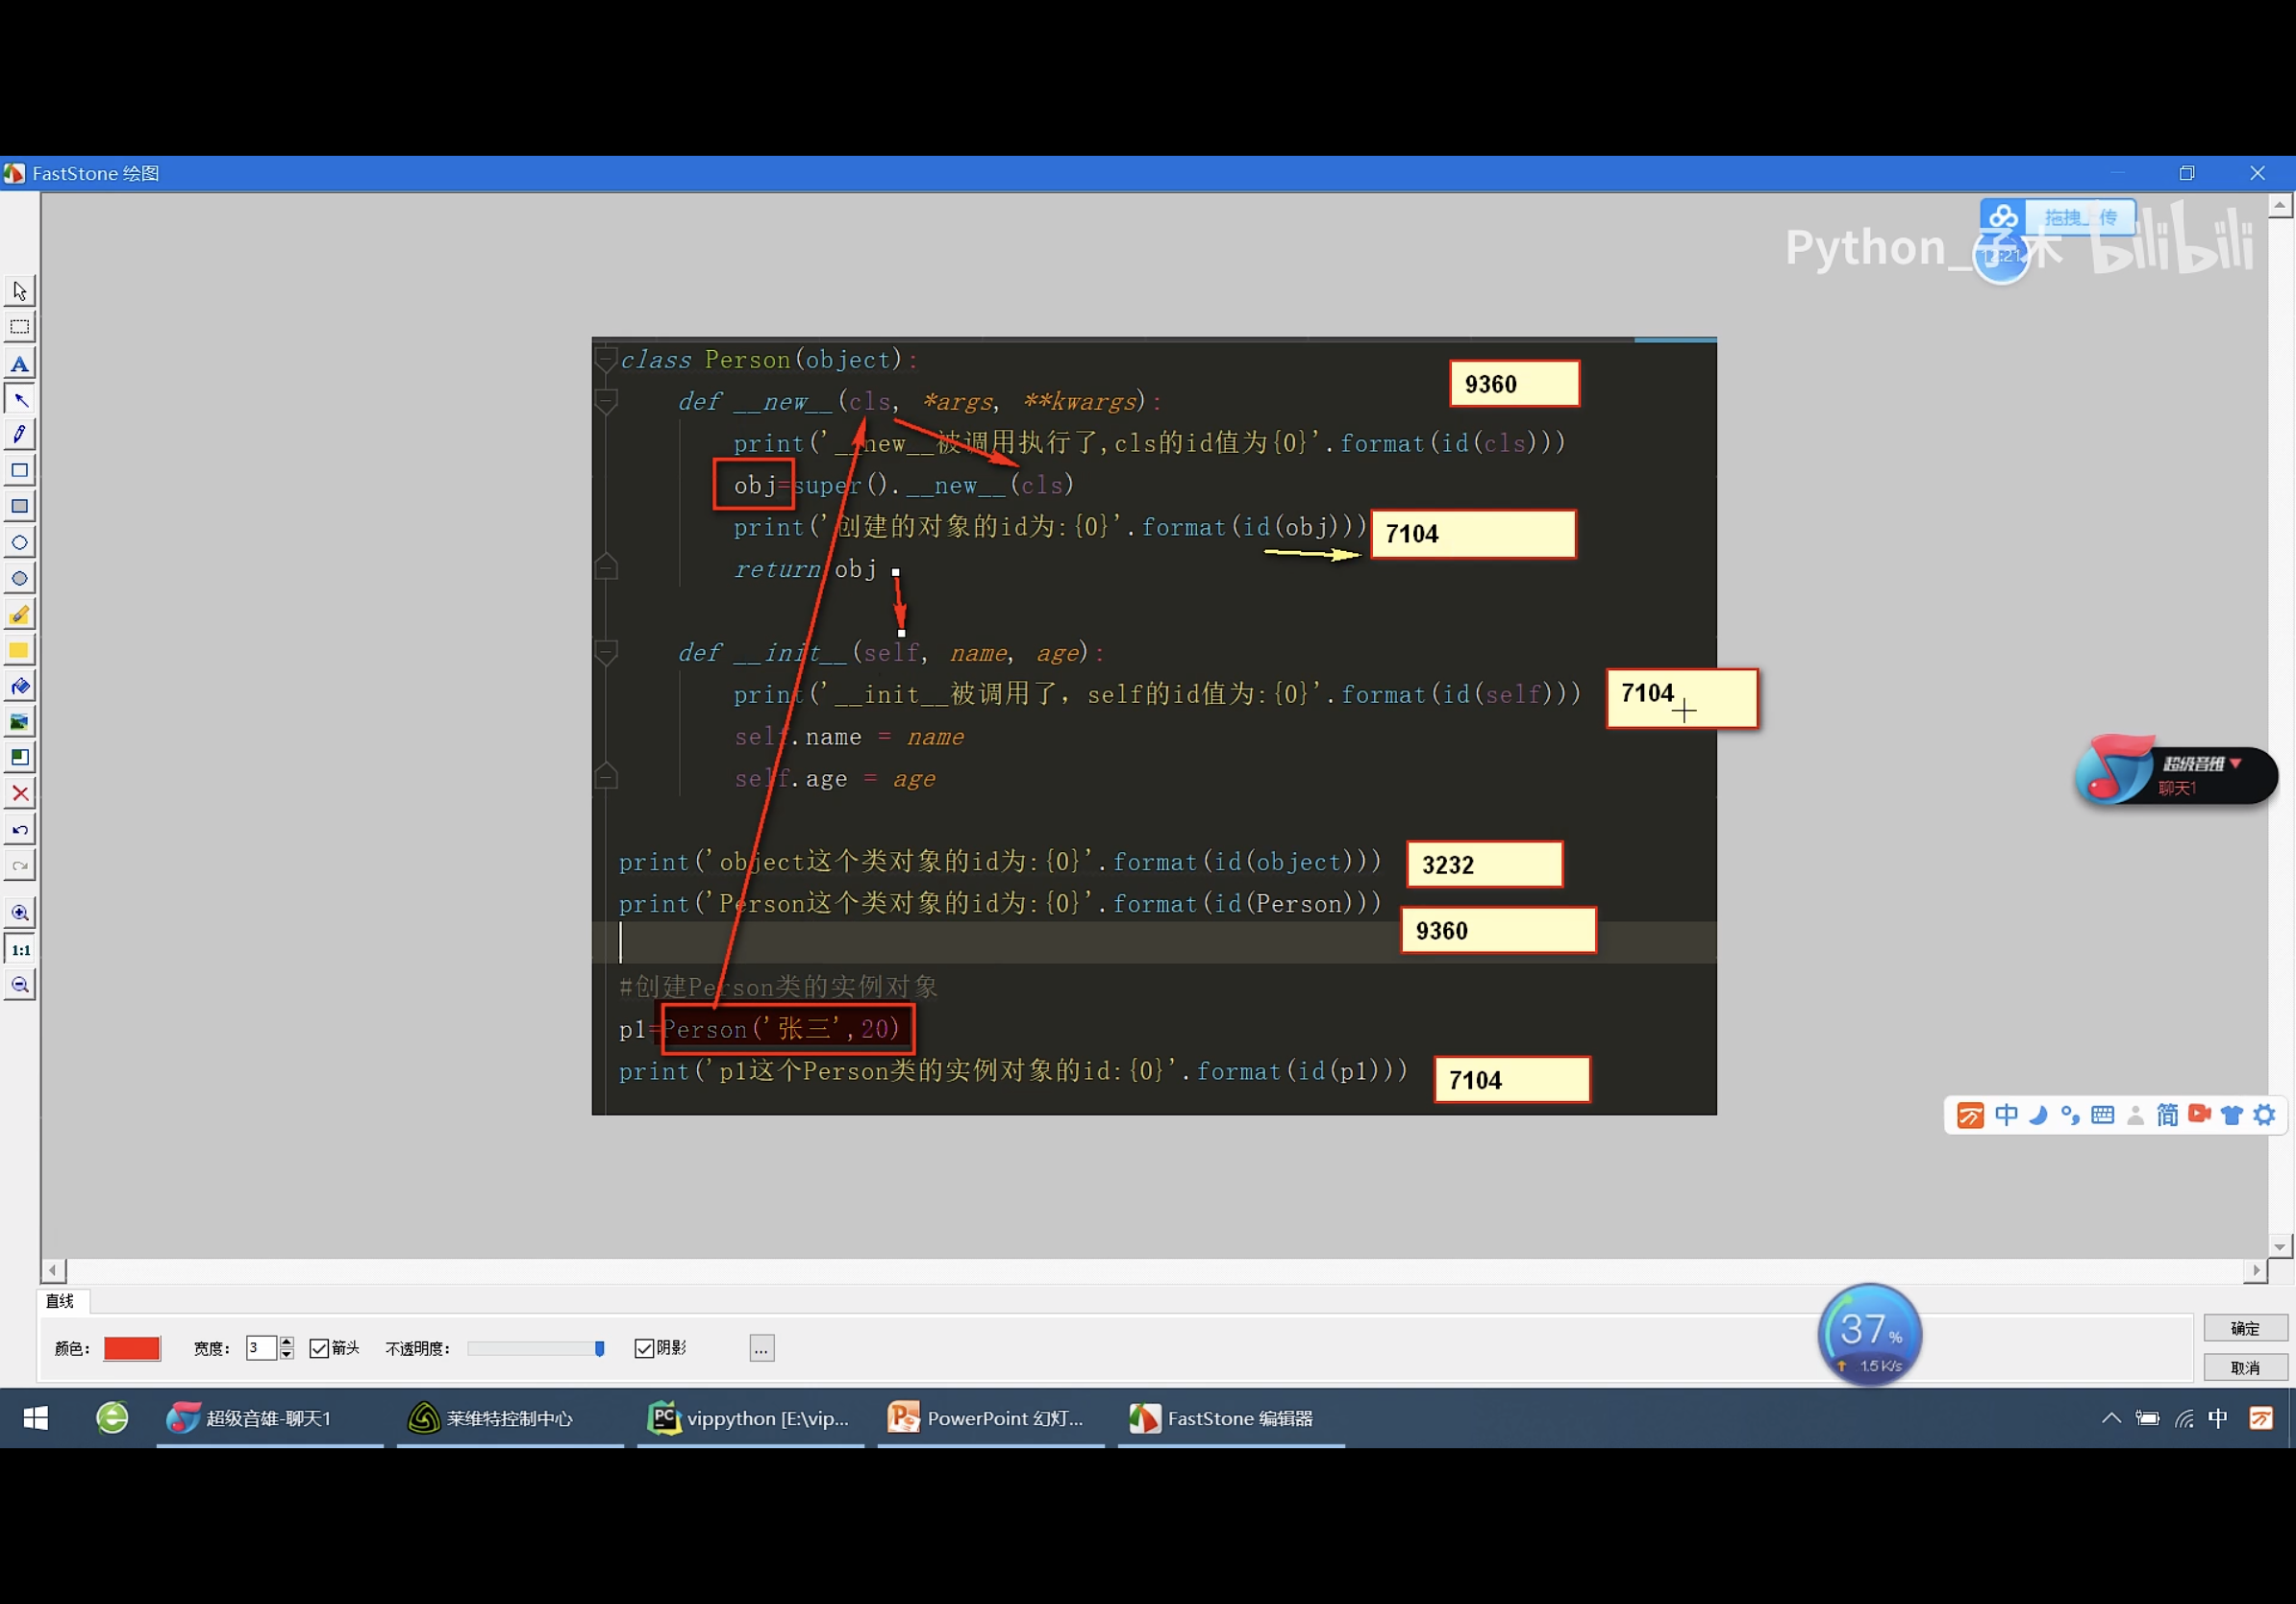 FastStone 绘图
拖拽上传
Python_子木 bilibili
12:21
class Person(object):
9360
def __new__(cls, *args, **kwargs):
print('__new__被调用执行了,cls的id值为{0}'.format(id(cls)))
obj=super().__new__(cls)
print('创建的对象的id为:{0}'.format(id(obj)))
7104
return obj
def __init__(self, name, age):
print('__init__被调用了，self的id值为:{0}'.format(id(self)))
7104
self.name = name
self.age = age
超级音雄
聊天1
print('object这个类对象的id为:{0}'.format(id(object)))
3232
print('Person这个类对象的id为:{0}'.format(id(Person)))
9360
1:1
#创建Person类的实例对象
p1=Person('张三',20)
print('p1这个Person类的实例对象的id:{0}'.format(id(p1)))
7104
万 中 简
直线
颜色:
宽度: 3
箭头
不透明度:
阴影
...
37%
1.5K/s
确定
取消
超级音雄-聊天1
莱维特控制中心
vippython [E:\vip...
PowerPoint 幻灯...
FastStone 编辑器
中